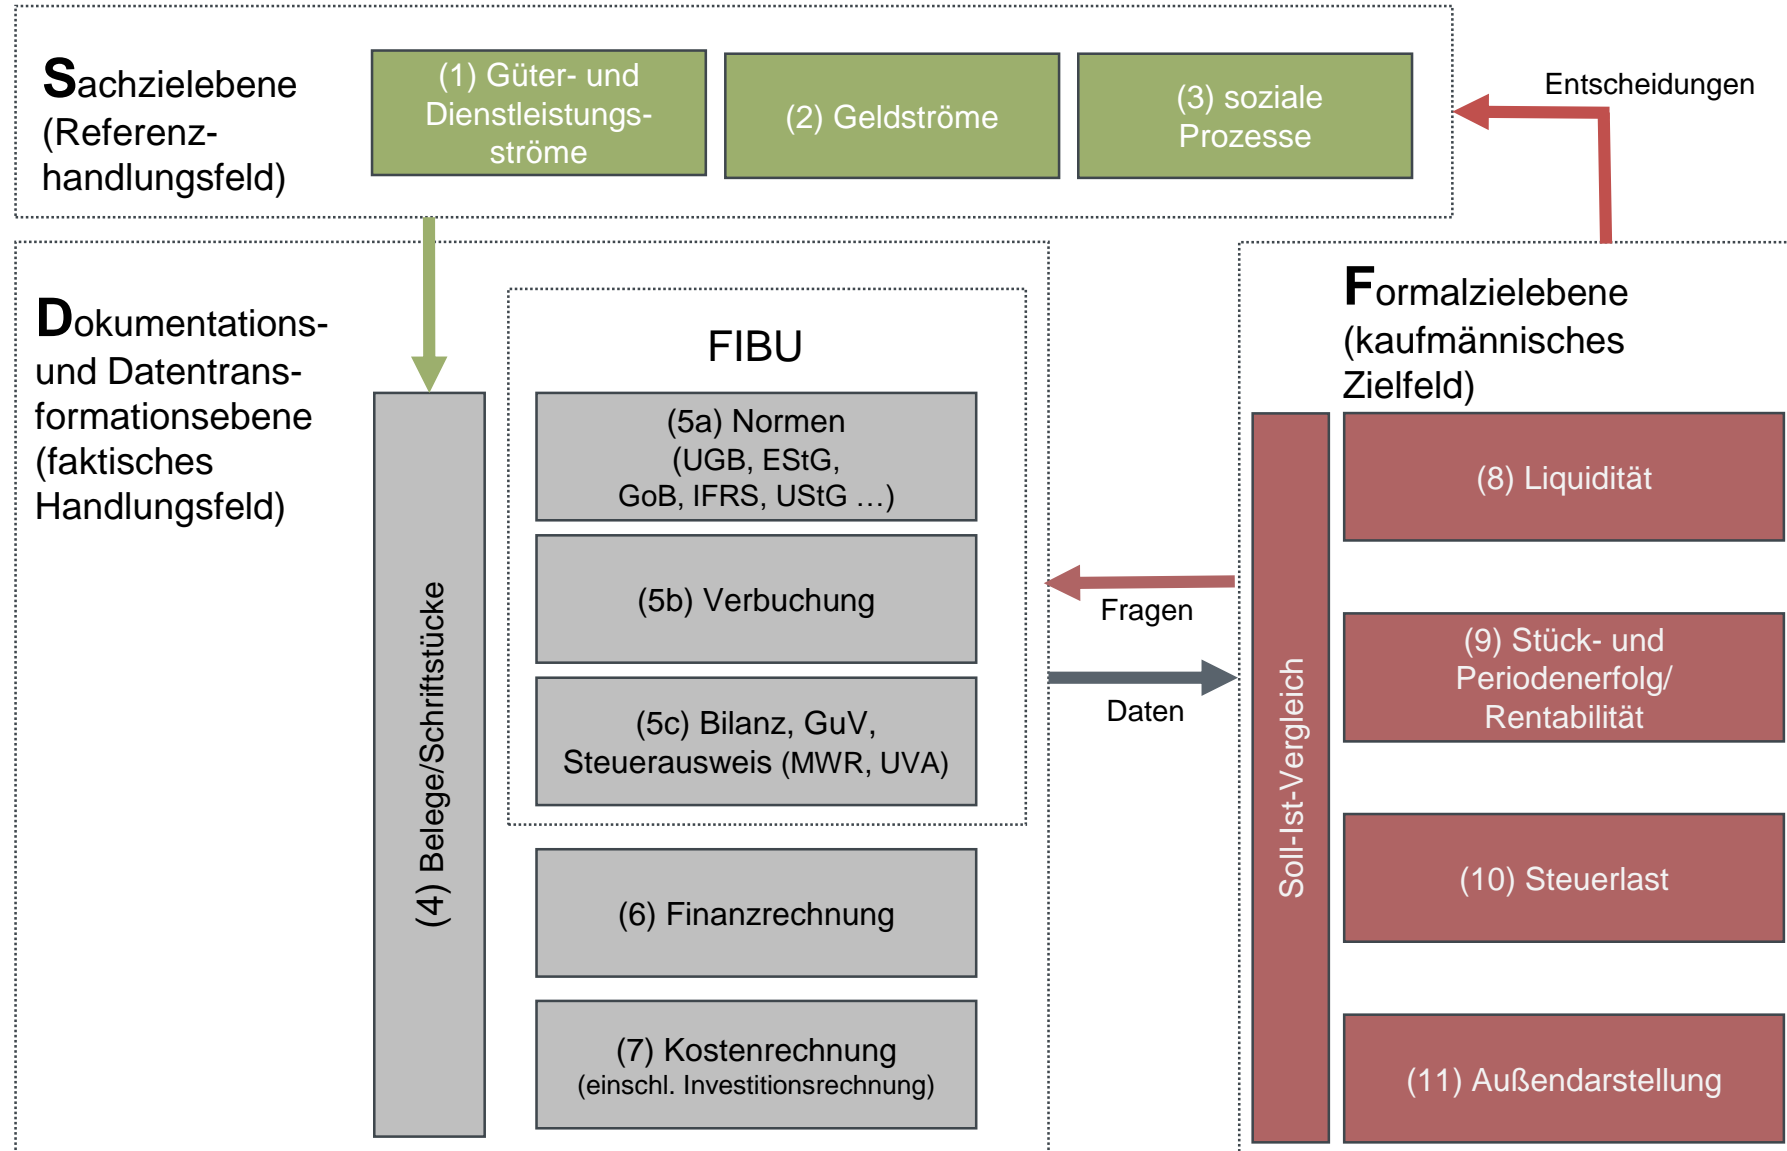 Sachzielebene
(Referenz-
handlungsfeld)
(1) Güter- und
Dienstleistungs-
ströme
(2) Geldströme
(3) soziale
Prozesse
Entscheidungen
Dokumentations-
und Datentrans-
formationsebene
(faktisches
Handlungsfeld)
(4) Belege/Schriftstücke
FIBU
(5a) Normen
(UGB, EStG,
GoB, IFRS, UStG …)
(5b) Verbuchung
(5c) Bilanz, GuV,
Steuerausweis (MWR, UVA)
(6) Finanzrechnung
(7) Kostenrechnung
(einschl. Investitionsrechnung)
Fragen
Daten
Formalzielebene
(kaufmännisches
Zielfeld)
Soll-Ist-Vergleich
(8) Liquidität
(9) Stück- und
Periodenerfolg/
Rentabilität
(10) Steuerlast
(11) Außendarstellung